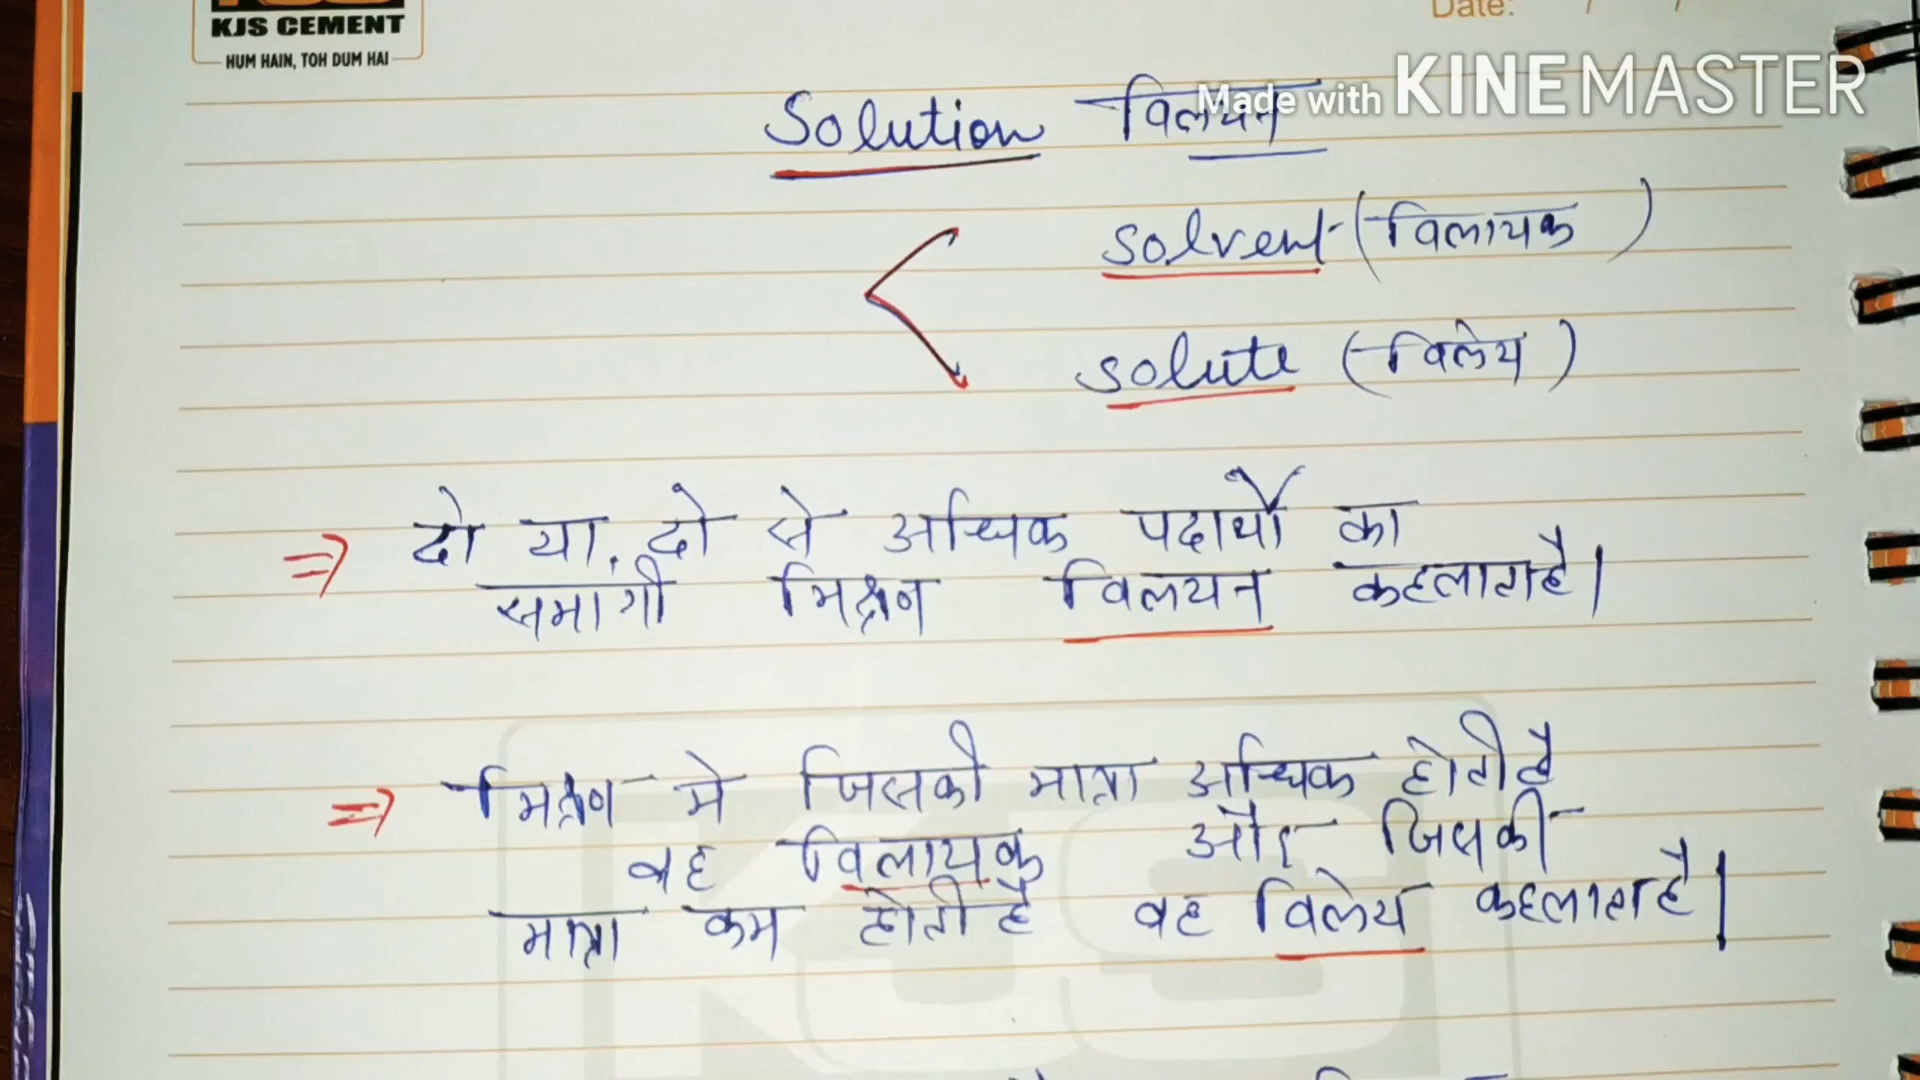 KJS CEMENT
HUM HAIN, TOH DUM HAI
Date: / /
Made with KINEMASTER
Solution विलयन
solvent (विलायक)
solute (विलेय)
⇒ दो या, दो से अधिक पदार्थो का
समांगी मिश्रण विलयन कहलाता है।
⇒ मिश्रण मे जिसकी मात्रा अधिक होती है
वह विलायक और जिसकी
मात्रा कम होती है वह विलेय कहलाता है।
KJS